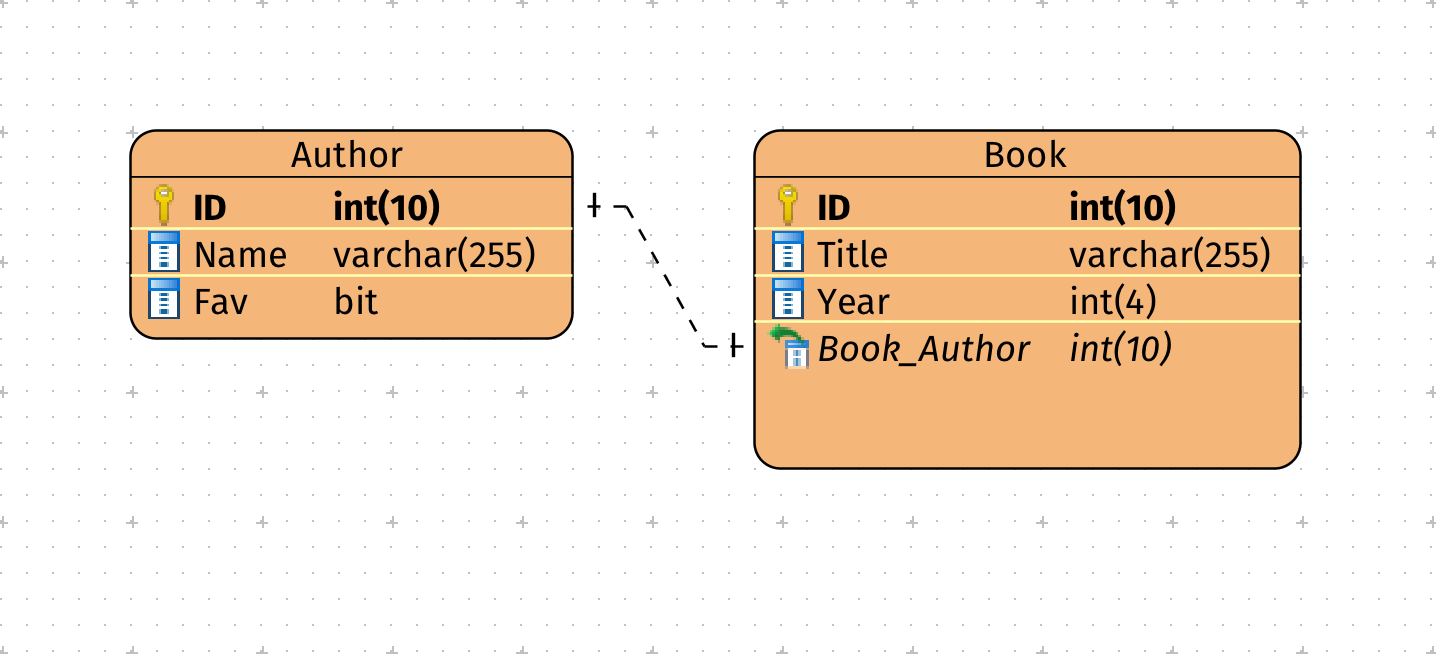 Author
ID int(10)
Name varchar(255)
Fav bit
Book
ID int(10)
Title varchar(255)
Year int(4)
Book_Author int(10)